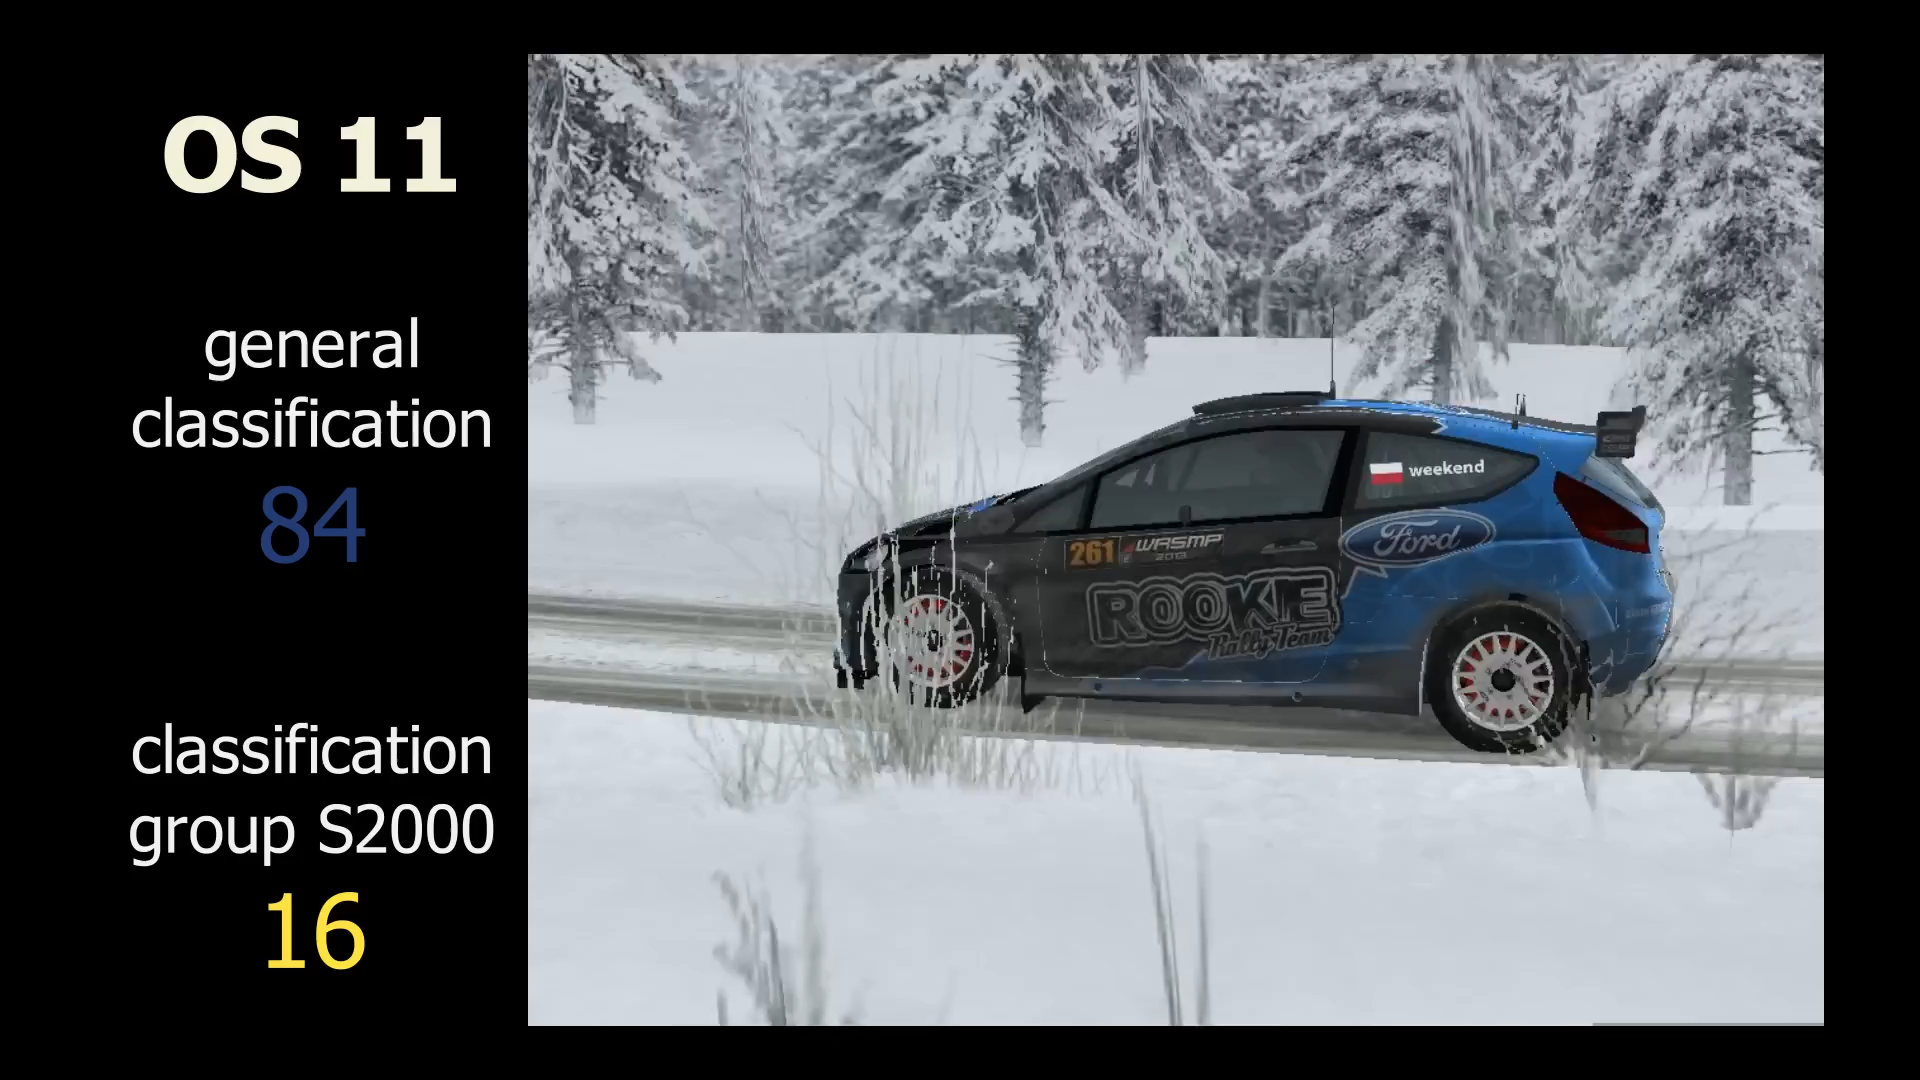 OS 11
general
classification
84
classification
group S2000
16
weekend
Ford
261 WRSMP
2013
ROOKIE
Rally Team